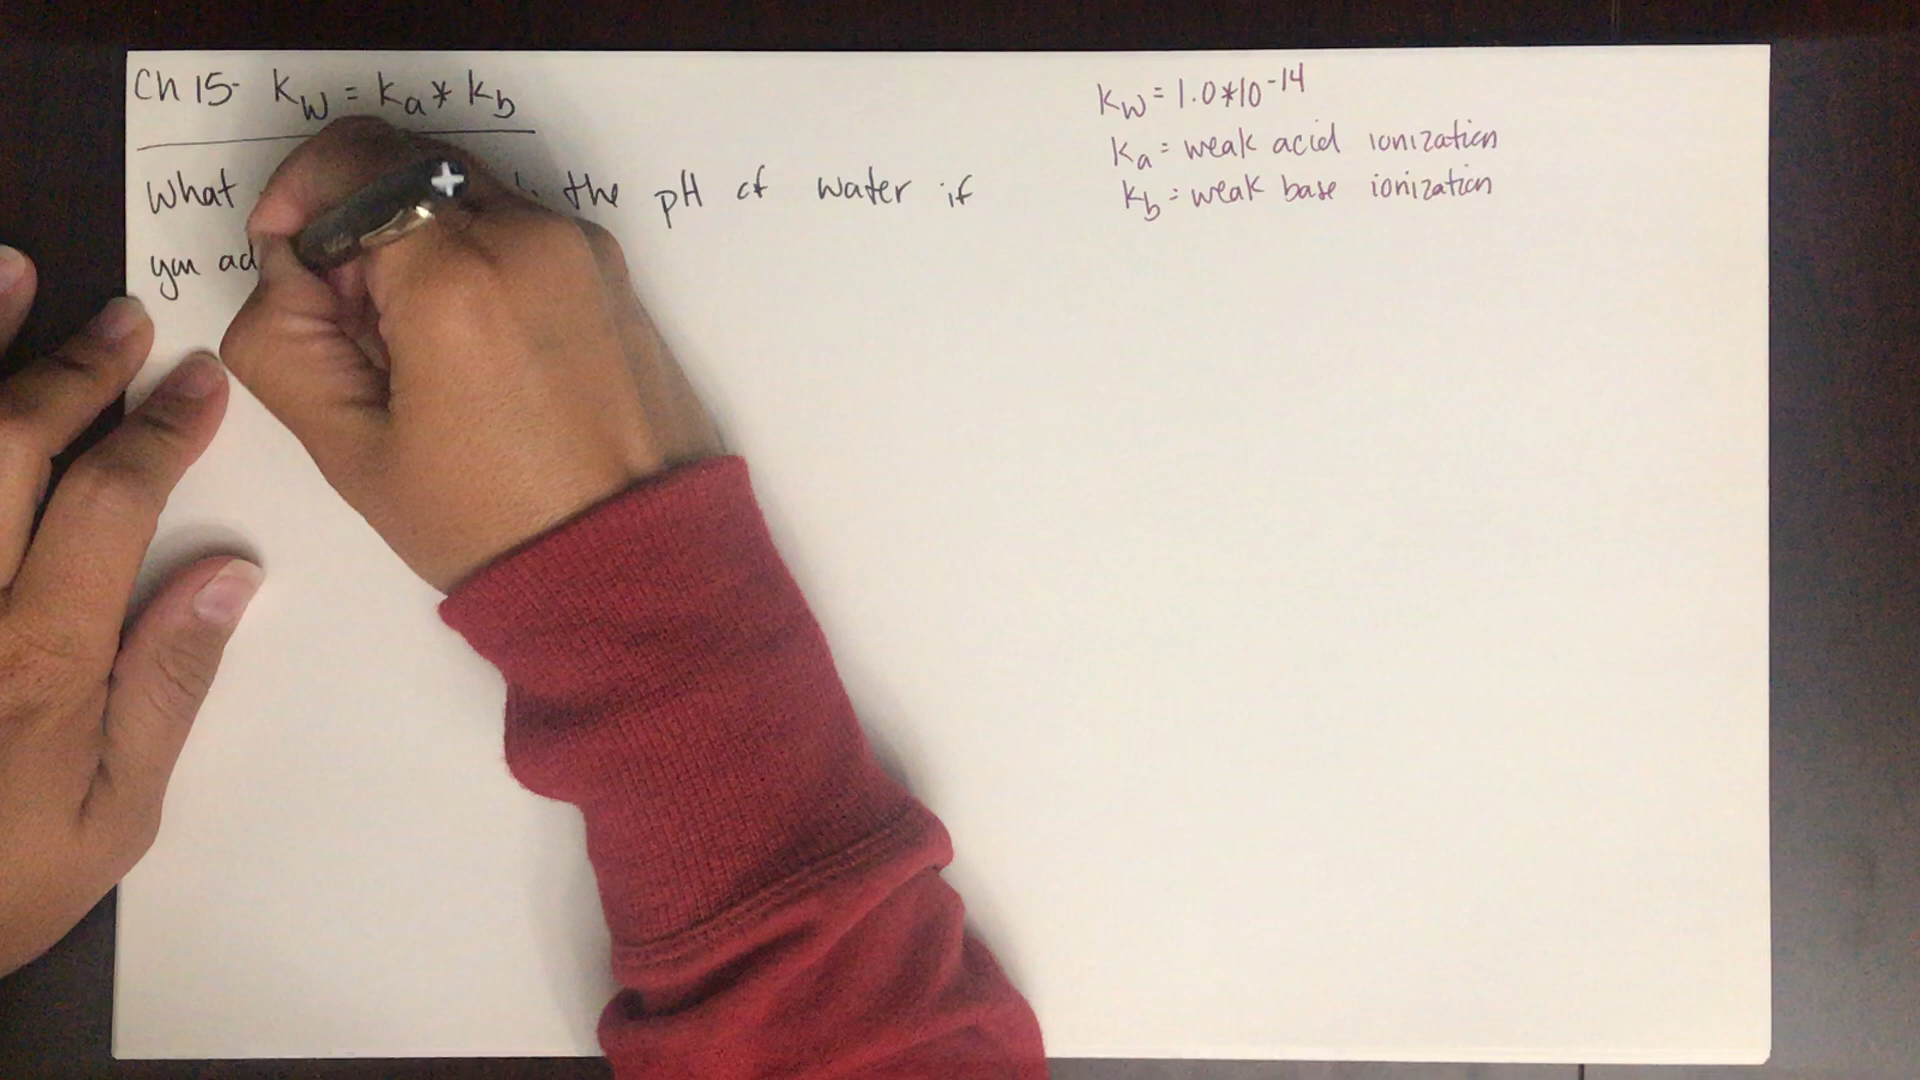 Ch 15- Kw = Ka * Kb
What the pH of water if
you ad
Kw = 1.0*10-14
Ka = weak acid ionization
Kb = weak base ionization